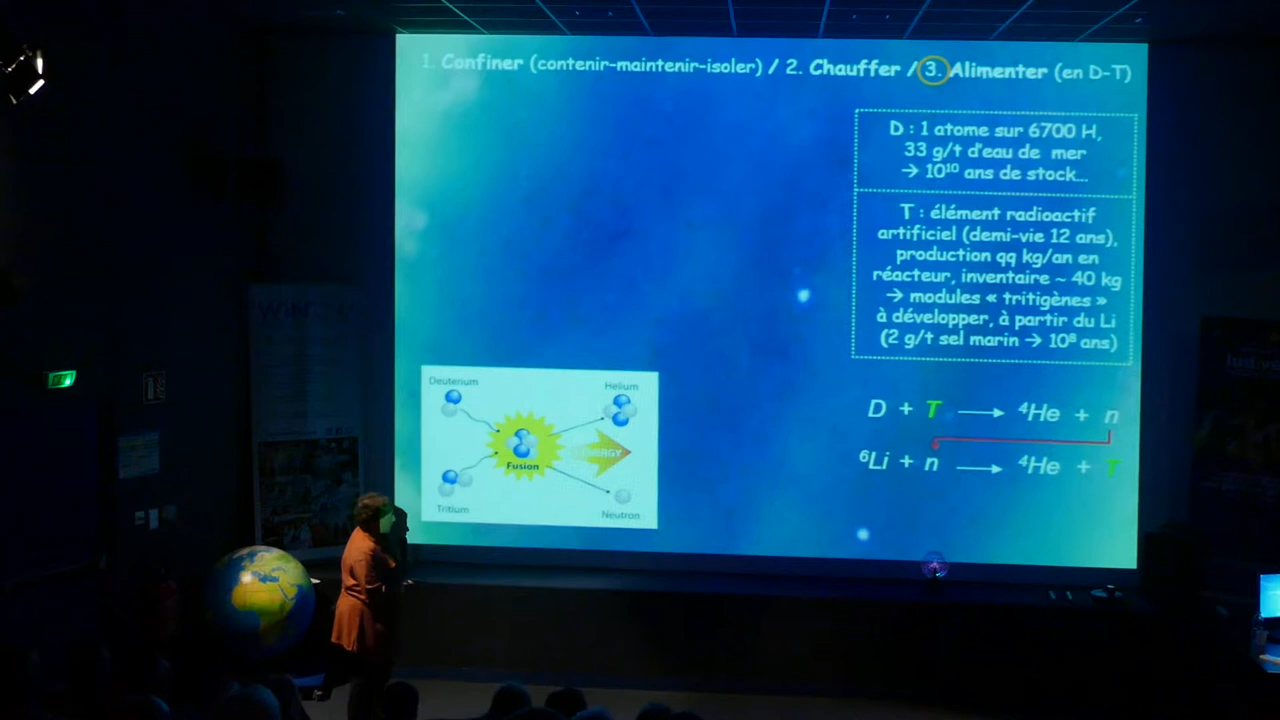 1. Confiner (contenir-maintenir-isoler) / 2. Chauffer / 3. Alimenter (en D-T)
D : 1 atome sur 6700 H,
33 g/t d'eau de mer
→ 10¹⁰ ans de stock...
T : élément radioactif
artificiel (demi-vie 12 ans),
production qq kg/an en
réacteur, inventaire ~ 40 kg
→ modules « tritigènes »
à développer, à partir du Li
(2 g/t sel marin → 10⁸ ans)
Deuterium
Helium
ENERGY
Fusion
Tritium
Neutron
D + T → ⁴He + n
⁶Li + n → ⁴He + T